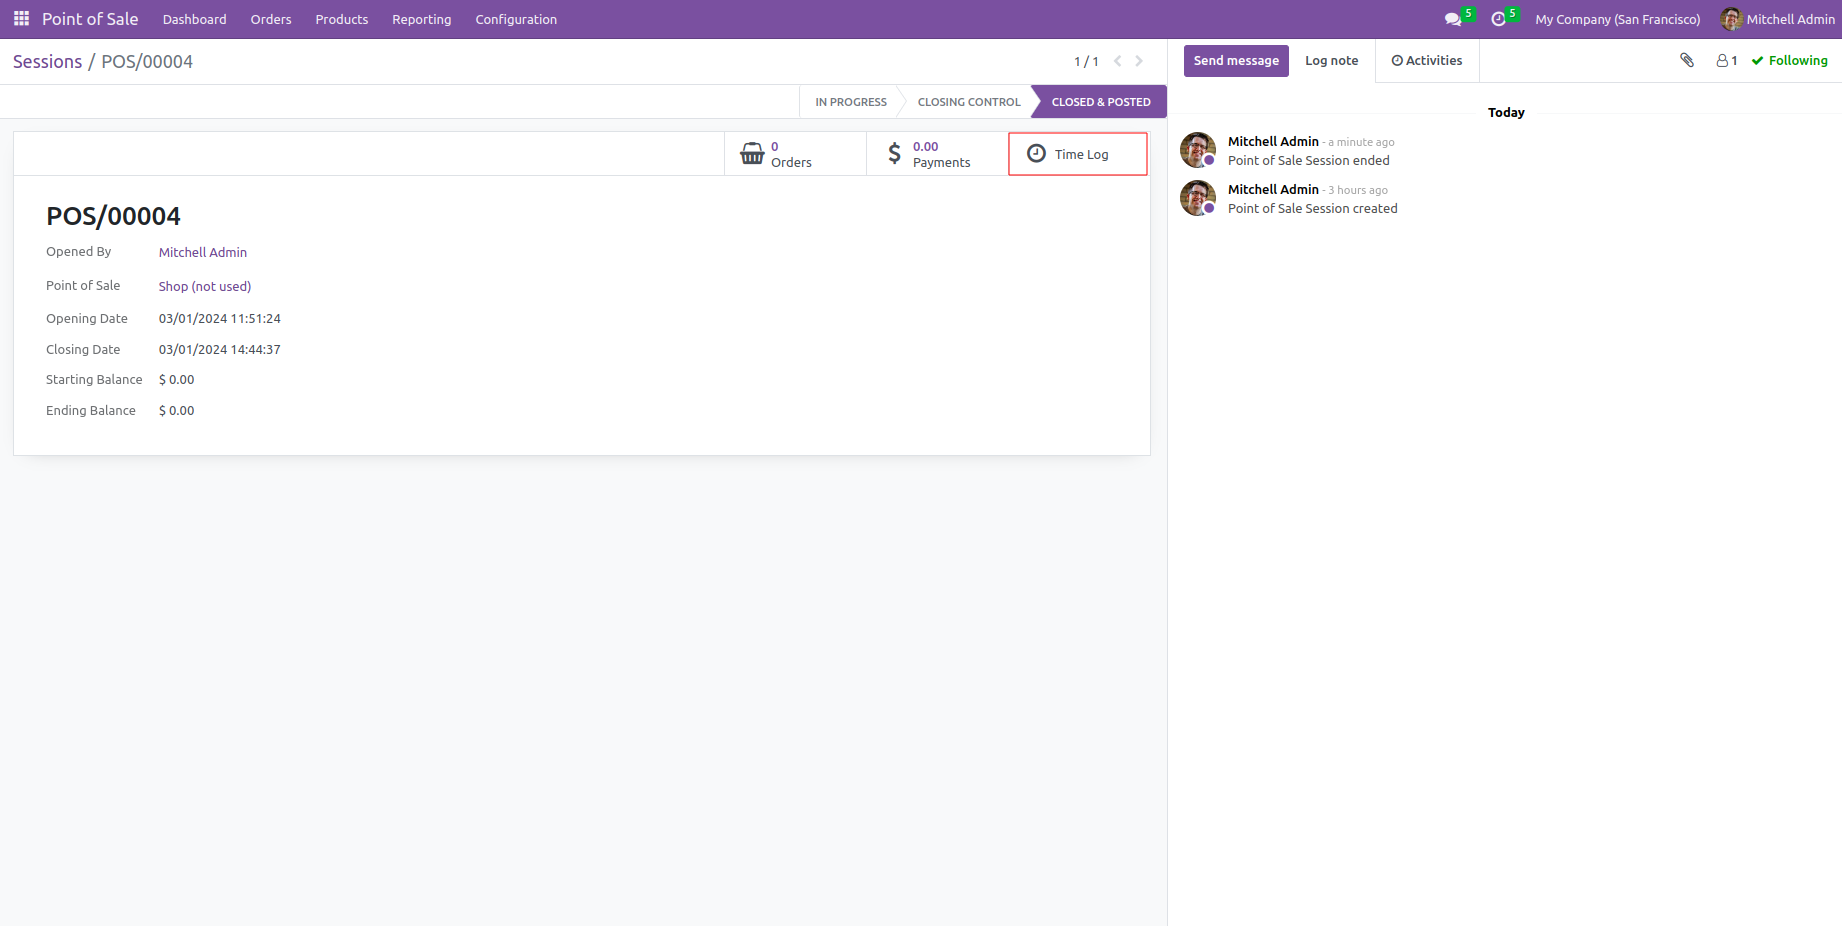 Point of Sale Dashboard Orders Products Reporting Configuration 5 5 My Company (San Francisco) Mitchell Admin
Sessions / POS/00004 1 / 1
IN PROGRESS CLOSING CONTROL CLOSED & POSTED
0
Orders
$ 0.00
Payments
Time Log
POS/00004
Opened By Mitchell Admin
Point of Sale Shop (not used)
Opening Date 03/01/2024 11:51:24
Closing Date 03/01/2024 14:44:37
Starting Balance $ 0.00
Ending Balance $ 0.00
Send message Log note Activities 1 Following
Today
Mitchell Admin - a minute ago
Point of Sale Session ended
Mitchell Admin - 3 hours ago
Point of Sale Session created